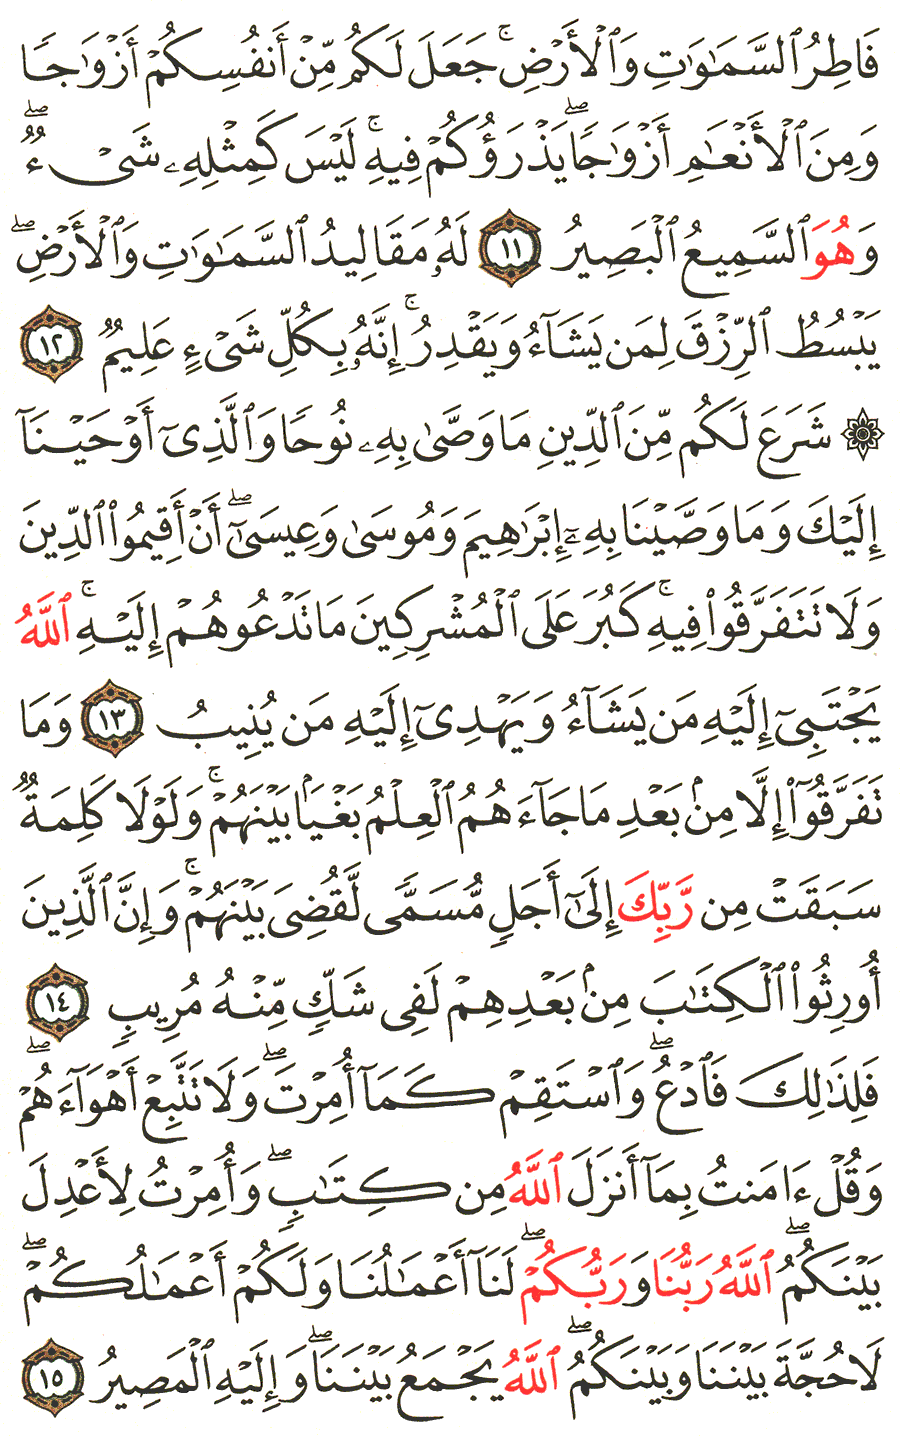 فَاطِرُ ٱلسَّمَـٰوَٰتِ وَٱلْأَرْضِ ۚ جَعَلَ لَكُم مِّنْ أَنفُسِكُمْ أَزْوَٰجًا
وَمِنَ ٱلْأَنْعَـٰمِ أَزْوَٰجًا ۖ يَذْرَؤُكُمْ فِيهِ ۚ لَيْسَ كَمِثْلِهِۦ شَىْءٌ ۖ
وَهُوَ ٱلسَّمِيعُ ٱلْبَصِيرُ ١١ لَهُۥ مَقَالِيدُ ٱلسَّمَـٰوَٰتِ وَٱلْأَرْضِ ۖ
يَبْسُطُ ٱلرِّزْقَ لِمَن يَشَآءُ وَيَقْدِرُ ۚ إِنَّهُۥ بِكُلِّ شَىْءٍ عَلِيمٌ ١٢
۞ شَرَعَ لَكُم مِّنَ ٱلدِّينِ مَا وَصَّىٰ بِهِۦ نُوحًا وَٱلَّذِىٓ أَوْحَيْنَآ
إِلَيْكَ وَمَا وَصَّيْنَا بِهِۦٓ إِبْرَٰهِيمَ وَمُوسَىٰ وَعِيسَىٰٓ ۖ أَنْ أَقِيمُوا۟ ٱلدِّينَ
وَلَا تَتَفَرَّقُوا۟ فِيهِ ۚ كَبُرَ عَلَى ٱلْمُشْرِكِينَ مَا تَدْعُوهُمْ إِلَيْهِ ۚ ٱللَّهُ
يَجْتَبِىٓ إِلَيْهِ مَن يَشَآءُ وَيَهْدِىٓ إِلَيْهِ مَن يُنِيبُ ١٣ وَمَا
تَفَرَّقُوٓا۟ إِلَّا مِنۢ بَعْدِ مَا جَآءَهُمُ ٱلْعِلْمُ بَغْيًۢا بَيْنَهُمْ ۚ وَلَوْلَا كَلِمَةٌ
سَبَقَتْ مِن رَّبِّكَ إِلَىٰٓ أَجَلٍ مُّسَمًّى لَّقُضِىَ بَيْنَهُمْ ۚ وَإِنَّ ٱلَّذِينَ
أُورِثُوا۟ ٱلْكِتَـٰبَ مِنۢ بَعْدِهِمْ لَفِى شَكٍّ مِّنْهُ مُرِيبٍ ١٤
فَلِذَٰلِكَ فَٱدْعُ ۖ وَٱسْتَقِمْ كَمَآ أُمِرْتَ ۖ وَلَا تَتَّبِعْ أَهْوَآءَهُمْ ۖ
وَقُلْ ءَامَنتُ بِمَآ أَنزَلَ ٱللَّهُ مِن كِتَـٰبٍ ۖ وَأُمِرْتُ لِأَعْدِلَ
بَيْنَكُمُ ۖ ٱللَّهُ رَبُّنَا وَرَبُّكُمْ ۖ لَنَآ أَعْمَـٰلُنَا وَلَكُمْ أَعْمَـٰلُكُمْ ۖ
لَا حُجَّةَ بَيْنَنَا وَبَيْنَكُمُ ۖ ٱللَّهُ يَجْمَعُ بَيْنَنَا ۖ وَإِلَيْهِ ٱلْمَصِيرُ ١٥